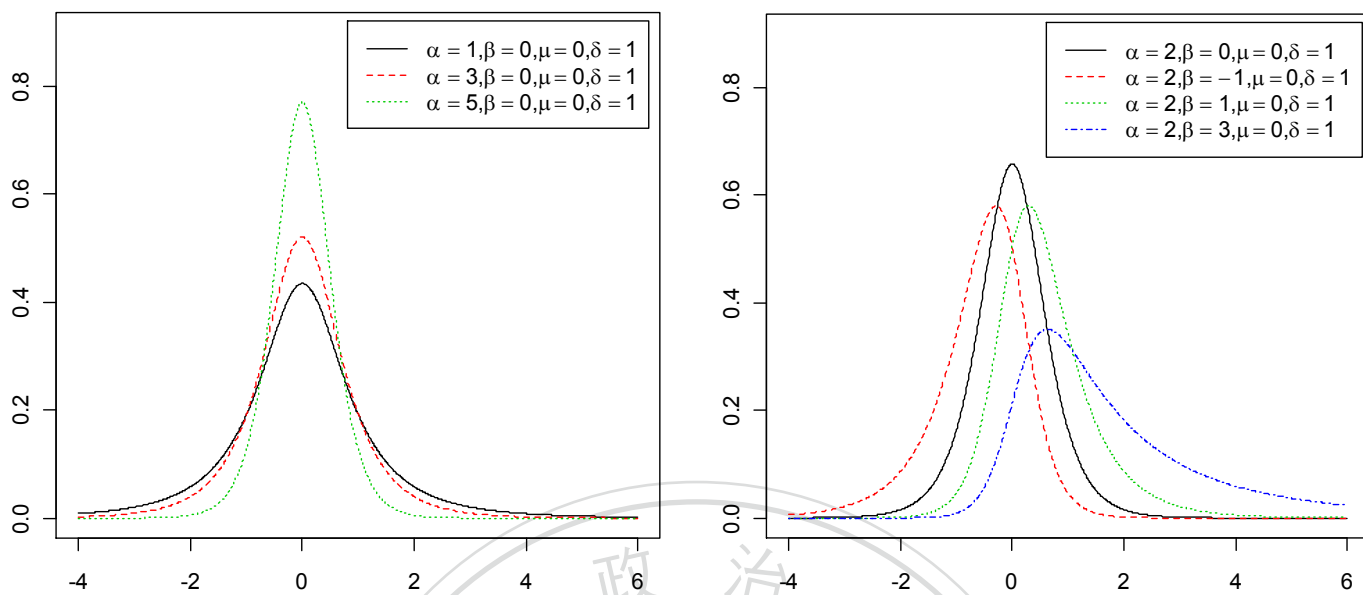 α = 1,β = 0,μ = 0,δ = 1
α = 3,β = 0,μ = 0,δ = 1
α = 5,β = 0,μ = 0,δ = 1
0.8
0.6
0.4
0.2
0.0
-4 -2 0 2 4 6
α = 2,β = 0,μ = 0,δ = 1
α = 2,β = −1,μ = 0,δ = 1
α = 2,β = 1,μ = 0,δ = 1
α = 2,β = 3,μ = 0,δ = 1
0.8
0.6
0.4
0.2
0.0
-4 -2 0 2 4 6
政 治